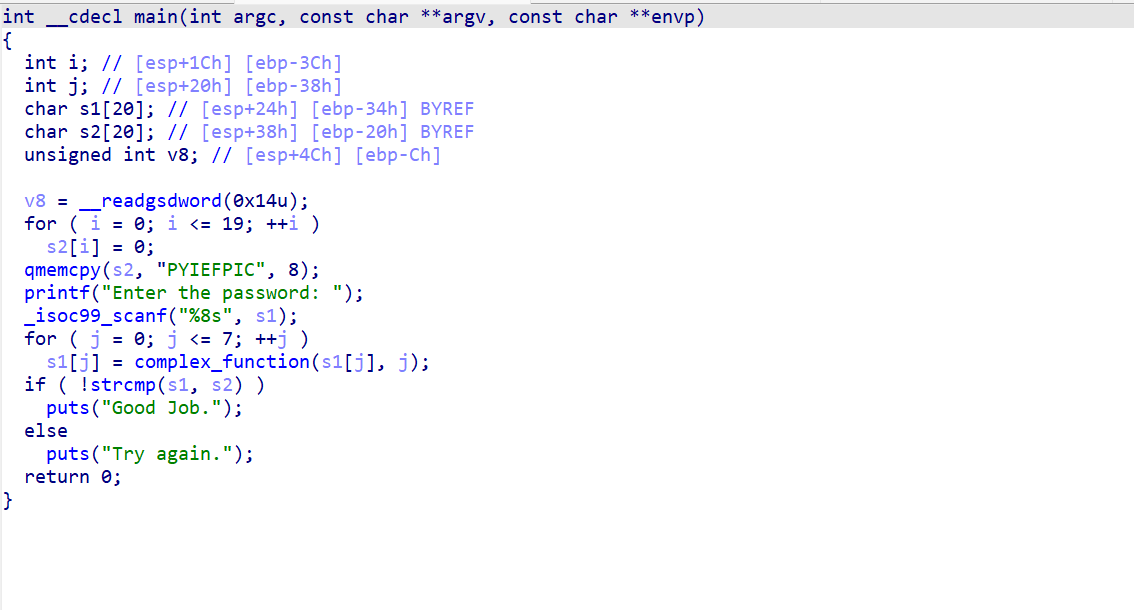 int __cdecl main(int argc, const char **argv, const char **envp)
{
  int i; // [esp+1Ch] [ebp-3Ch]
  int j; // [esp+20h] [ebp-38h]
  char s1[20]; // [esp+24h] [ebp-34h] BYREF
  char s2[20]; // [esp+38h] [ebp-20h] BYREF
  unsigned int v8; // [esp+4Ch] [ebp-Ch]

  v8 = __readgsdword(0x14u);
  for ( i = 0; i <= 19; ++i )
    s2[i] = 0;
  qmemcpy(s2, "PYIEFPIC", 8);
  printf("Enter the password: ");
  _isoc99_scanf("%8s", s1);
  for ( j = 0; j <= 7; ++j )
    s1[j] = complex_function(s1[j], j);
  if ( !strcmp(s1, s2) )
    puts("Good Job.");
  else
    puts("Try again.");
  return 0;
}